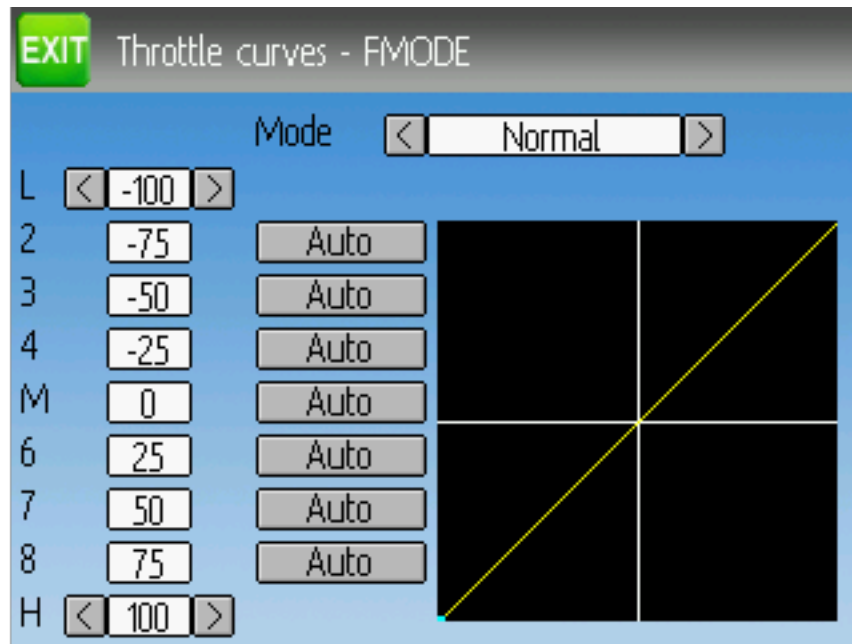 EXIT Throttle curves - FMODE
Mode < Normal >
L < -100 >
2 -75 Auto
3 -50 Auto
4 -25 Auto
M 0 Auto
6 25 Auto
7 50 Auto
8 75 Auto
H < 100 >